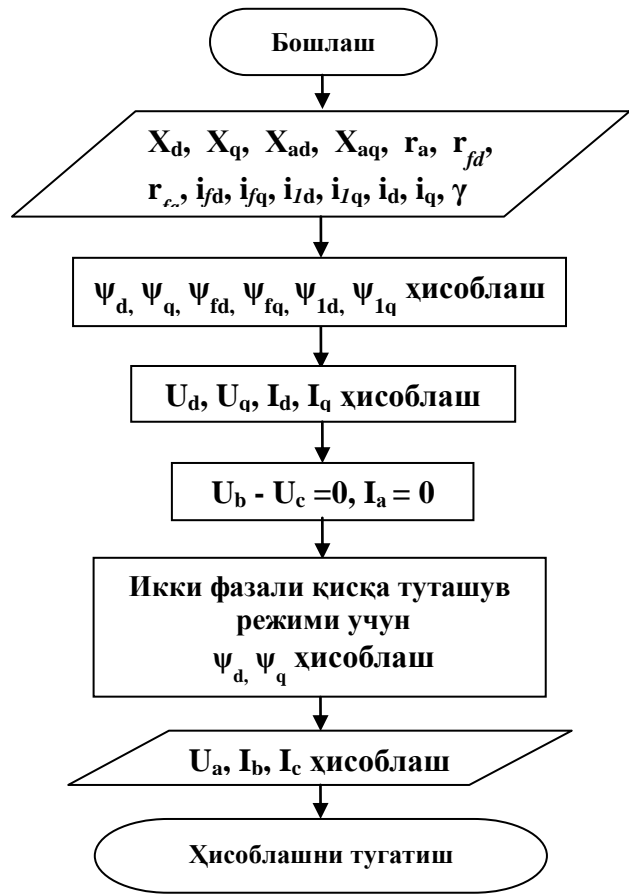 Бошлаш
X_d, X_q, X_ad, X_aq, r_a, r_fd,
r_fq, i_fd, i_fq, i_1d, i_1q, i_d, i_q, γ
ψ_d, ψ_q, ψ_fd, ψ_fq, ψ_1d, ψ_1q ҳисоблаш
U_d, U_q, I_d, I_q ҳисоблаш
U_b - U_c =0, I_a = 0
Икки фазали қисқа туташув
режими учун
ψ_d, ψ_q ҳисоблаш
U_a, I_b, I_c ҳисоблаш
Ҳисоблашни тугатиш